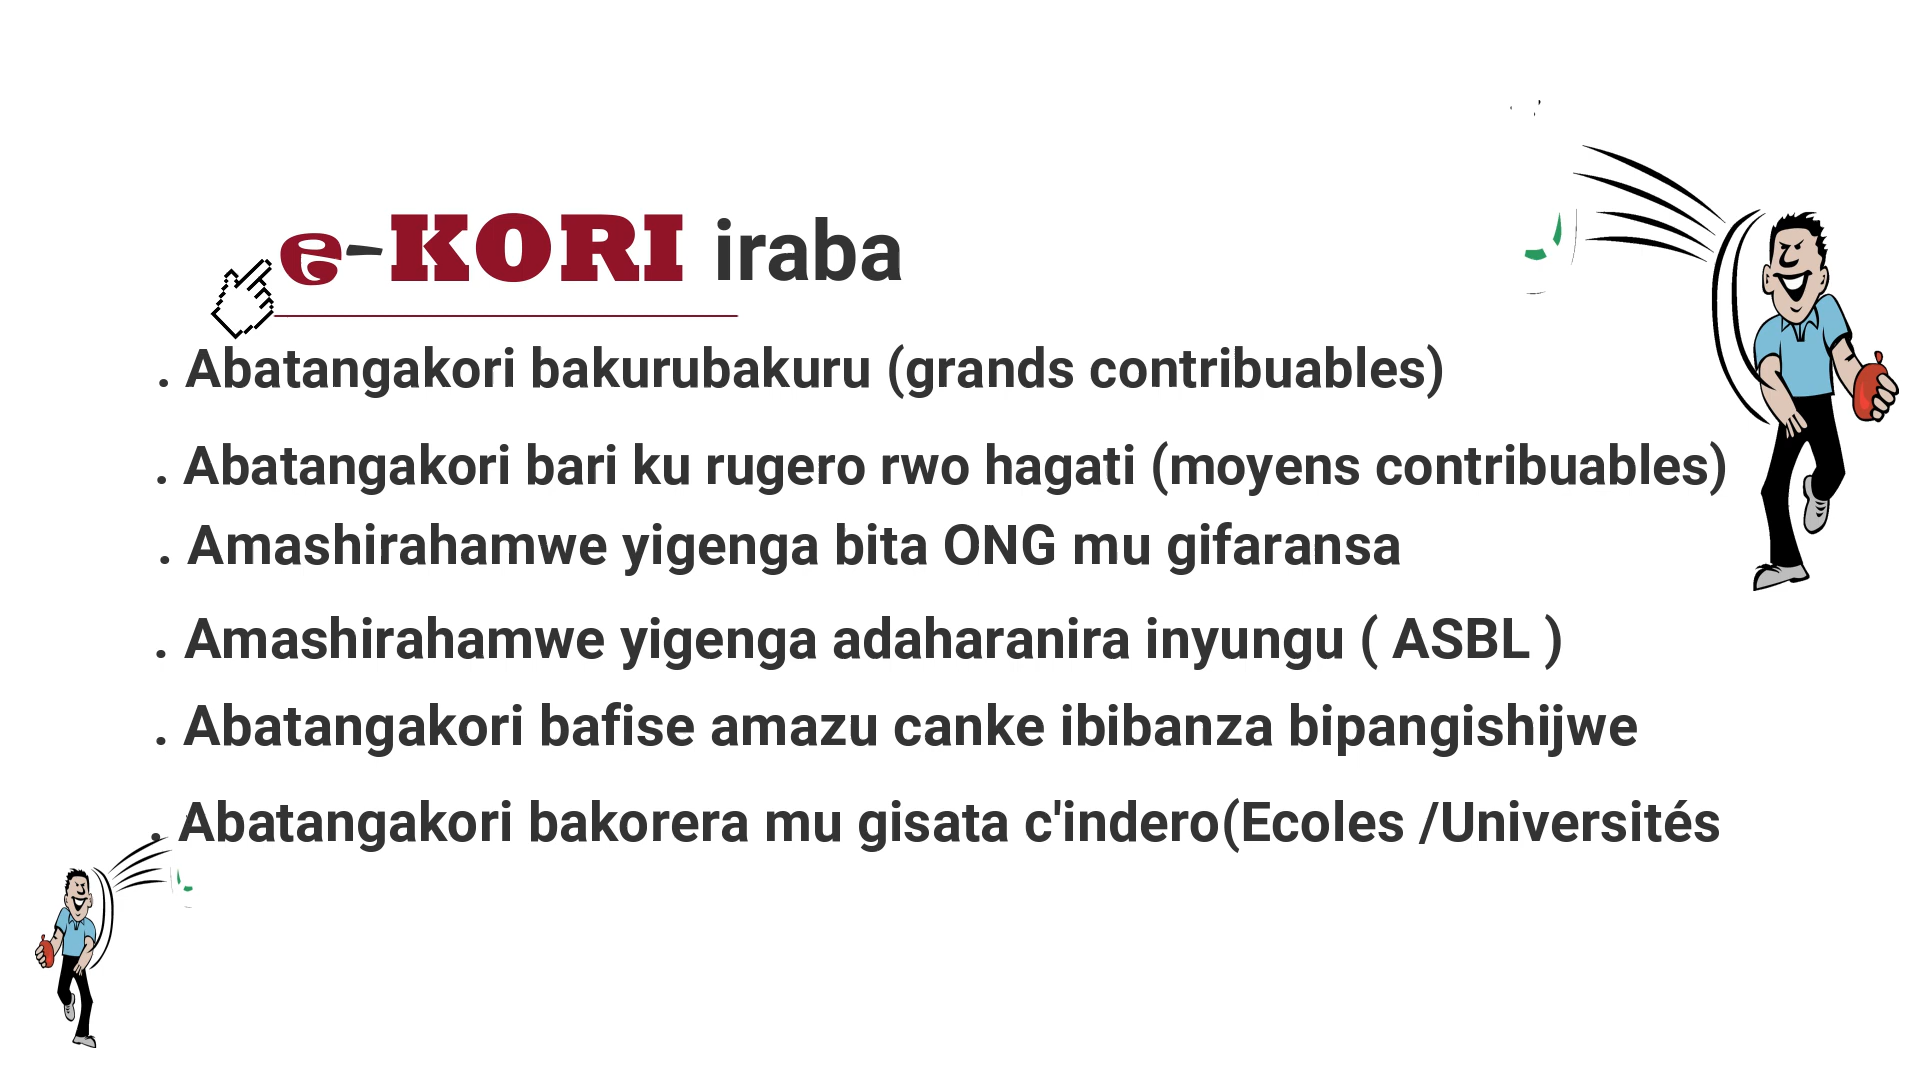 e-KORI iraba
. Abatangakori bakurubakuru (grands contribuables)
. Abatangakori bari ku rugero rwo hagati (moyens contribuables)
. Amashirahamwe yigenga bita ONG mu gifaransa
. Amashirahamwe yigenga adaharanira inyungu ( ASBL )
. Abatangakori bafise amazu canke ibibanza bipangishijwe
. Abatangakori bakorera mu gisata c'indero(Ecoles /Universités